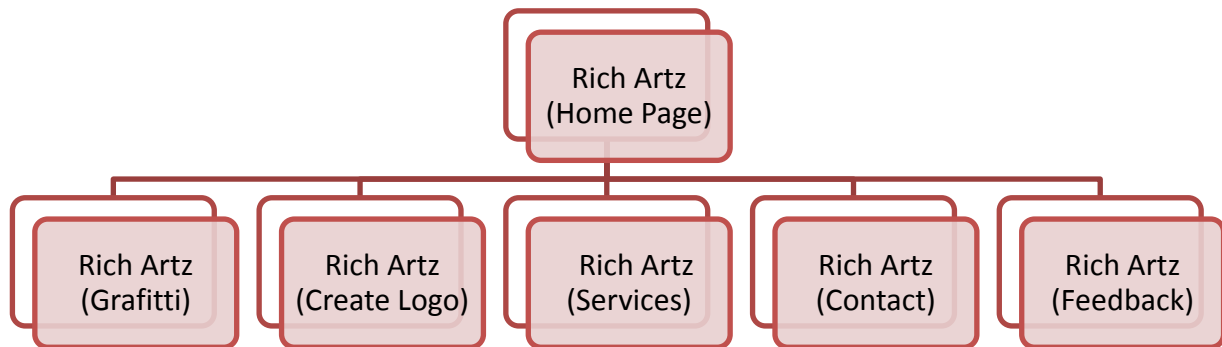 Rich Artz
(Home Page)
Rich Artz
(Grafitti)
Rich Artz
(Create Logo)
Rich Artz
(Services)
Rich Artz
(Contact)
Rich Artz
(Feedback)